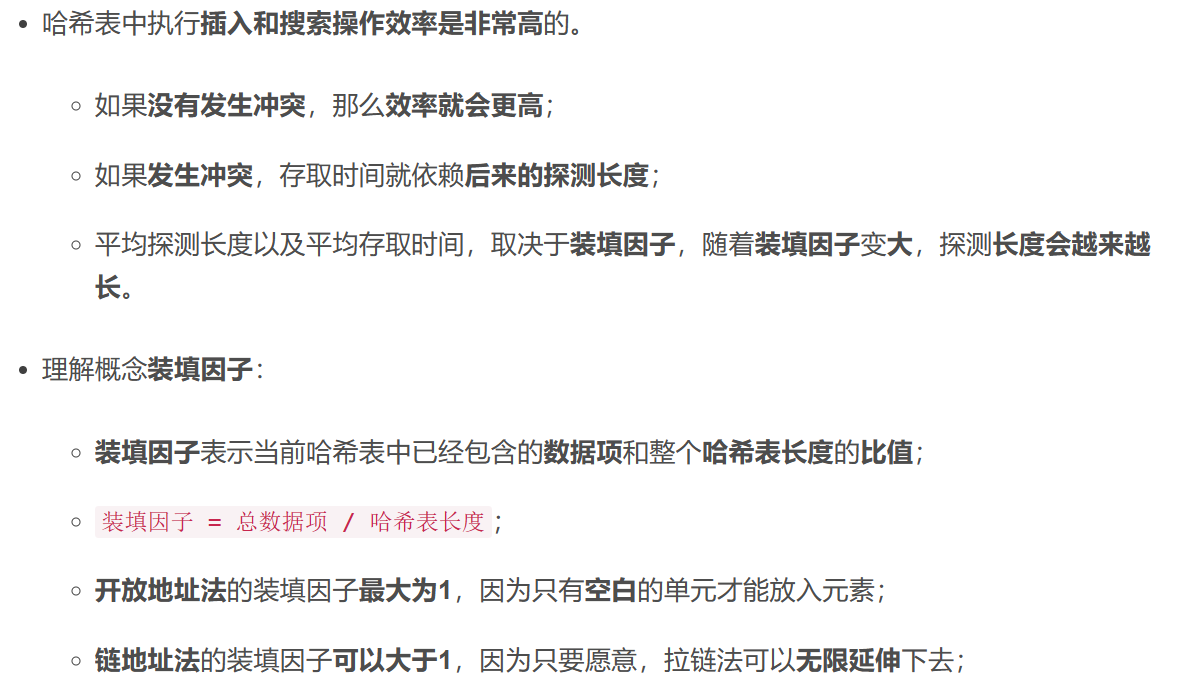 哈希表中执行插入和搜索操作效率是非常高的。
如果没有发生冲突，那么效率就会更高；
如果发生冲突，存取时间就依赖后来的探测长度；
平均探测长度以及平均存取时间，取决于装填因子，随着装填因子变大，探测长度会越来越
长。
理解概念装填因子：
装填因子表示当前哈希表中已经包含的数据项和整个哈希表长度的比值；
装填因子 = 总数据项 / 哈希表长度；
开放地址法的装填因子最大为1，因为只有空白的单元才能放入元素；
链地址法的装填因子可以大于1，因为只要愿意，拉链法可以无限延伸下去；